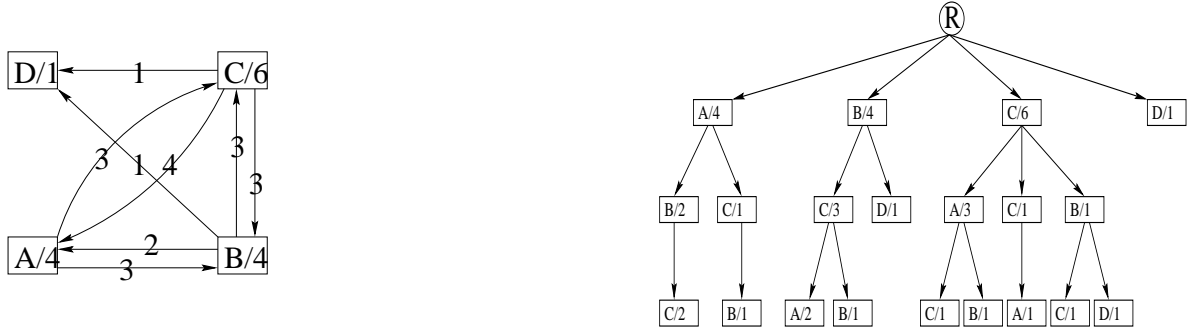 R
D/1 1 C/6
A/4 B/4 C/6 D/1
3
3 1 4
3
B/2 C/1 C/3 D/1 A/3 C/1 B/1
A/4 2 B/4
3
C/2 B/1 A/2 B/1 C/1 B/1 A/1 C/1 D/1